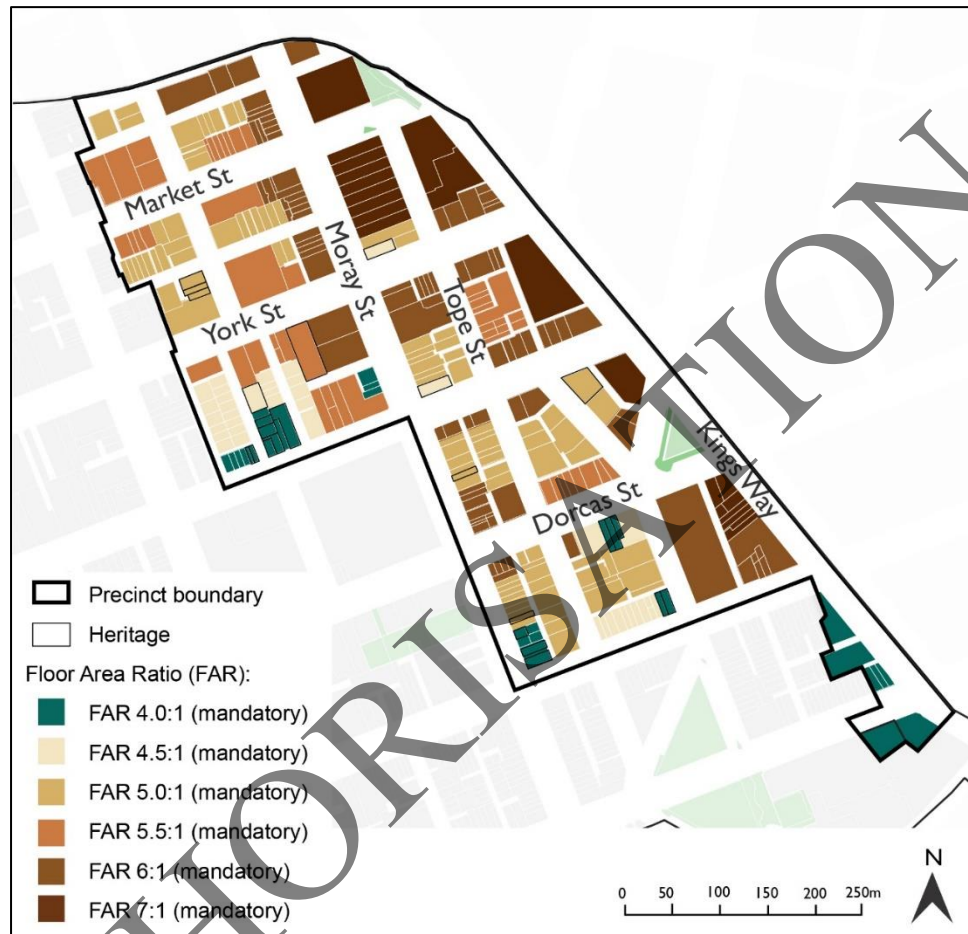 Market St
Moray St
York St
Tope St
Kings Way
Dorcas St
Precinct boundary
Heritage
Floor Area Ratio (FAR):
FAR 4.0:1 (mandatory)
FAR 4.5:1 (mandatory)
FAR 5.0:1 (mandatory)
FAR 5.5:1 (mandatory)
FAR 6:1 (mandatory)
FAR 7:1 (mandatory)
0 50 100 150 200 250m
N
HORISATION